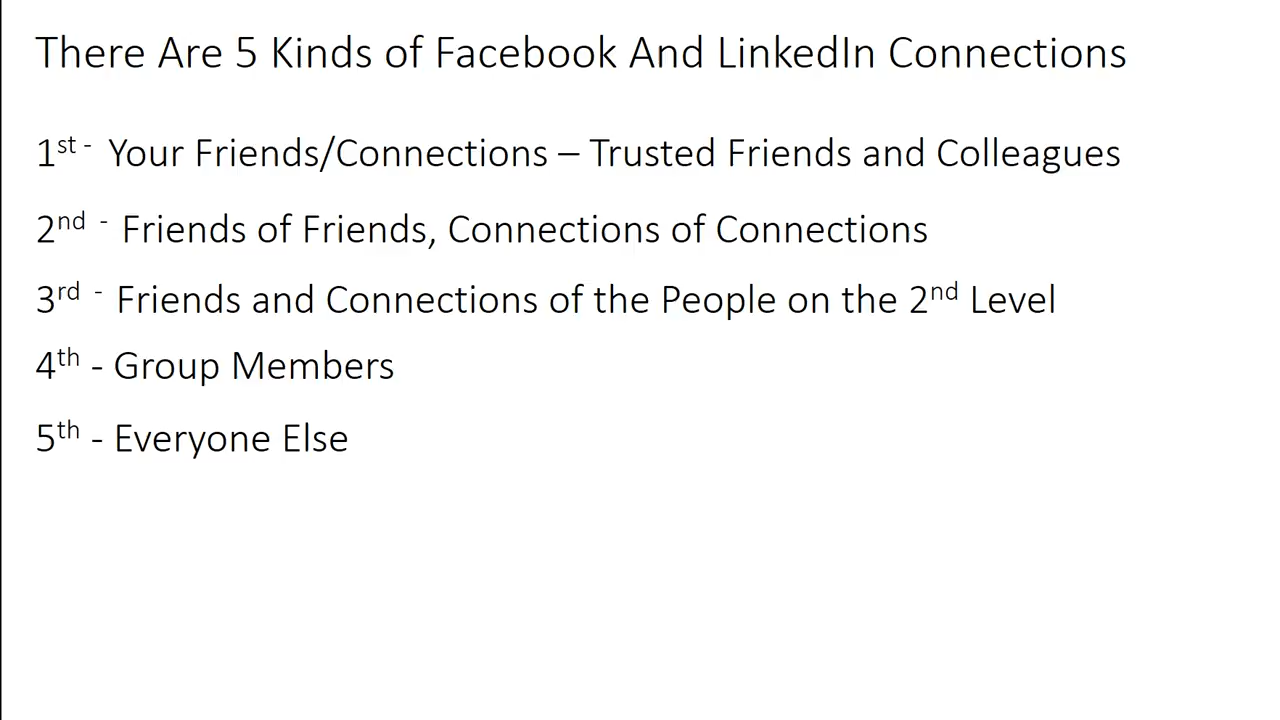 There Are 5 Kinds of Facebook And LinkedIn Connections
1st - Your Friends/Connections – Trusted Friends and Colleagues
2nd - Friends of Friends, Connections of Connections
3rd - Friends and Connections of the People on the 2nd Level
4th - Group Members
5th - Everyone Else